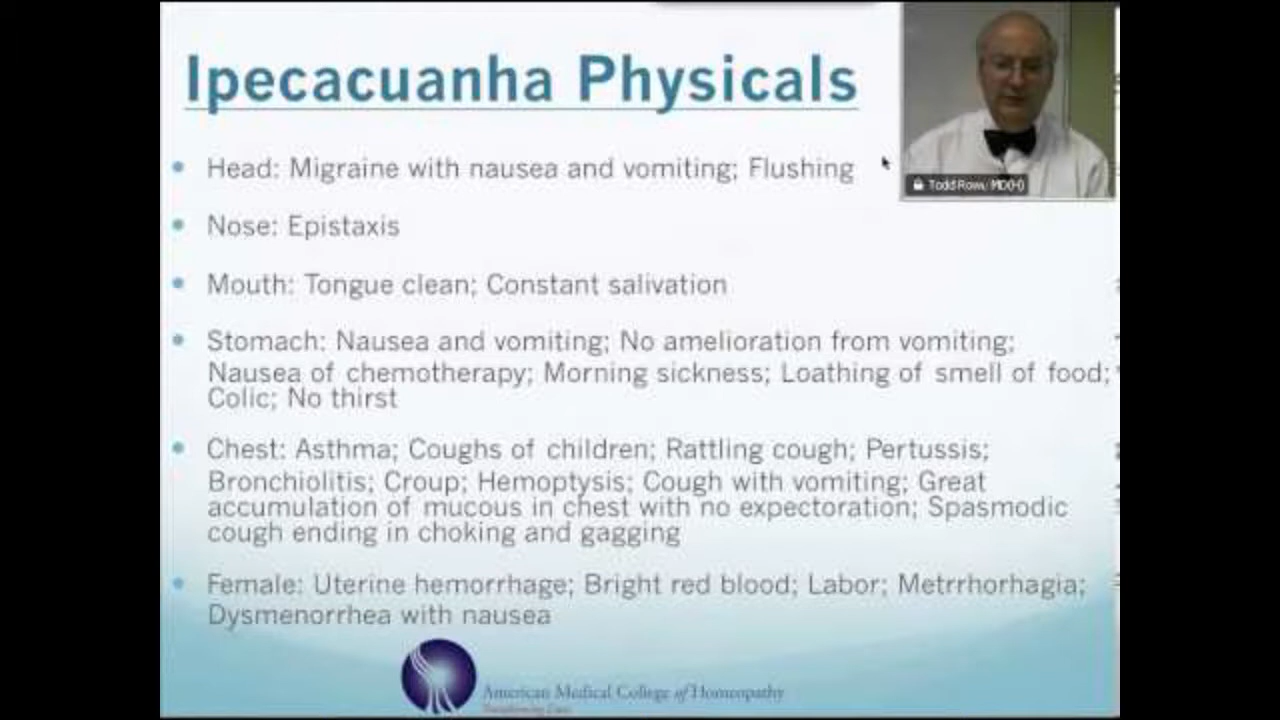 Ipecacuanha Physicals
Todd Rowe MD(H)
• Head: Migraine with nausea and vomiting; Flushing
• Nose: Epistaxis
• Mouth: Tongue clean; Constant salivation
• Stomach: Nausea and vomiting; No amelioration from vomiting;
Nausea of chemotherapy; Morning sickness; Loathing of smell of food;
Colic; No thirst
• Chest: Asthma; Coughs of children; Rattling cough; Pertussis;
Bronchiolitis; Croup; Hemoptysis; Cough with vomiting; Great
accumulation of mucous in chest with no expectoration; Spasmodic
cough ending in choking and gagging
• Female: Uterine hemorrhage; Bright red blood; Labor; Metrrhorhagia;
Dysmenorrhea with nausea
American Medical College of Homeopathy